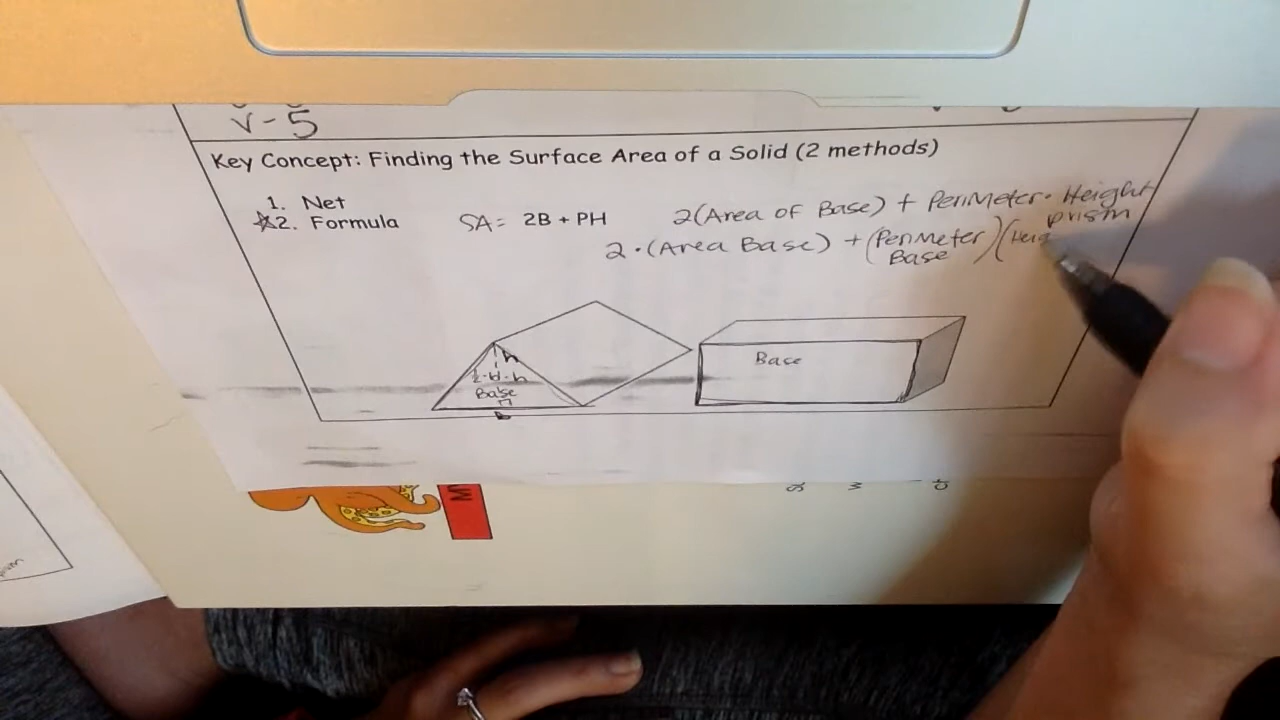 V - 5
Key Concept: Finding the Surface Area of a Solid (2 methods)
1. Net
2. Formula SA = 2B + PH 2(Area of Base) + Perimeter · Height
prism
2 · (Area Base) + (Perimeter)(Heig
Base
h
Base
Base
b
M